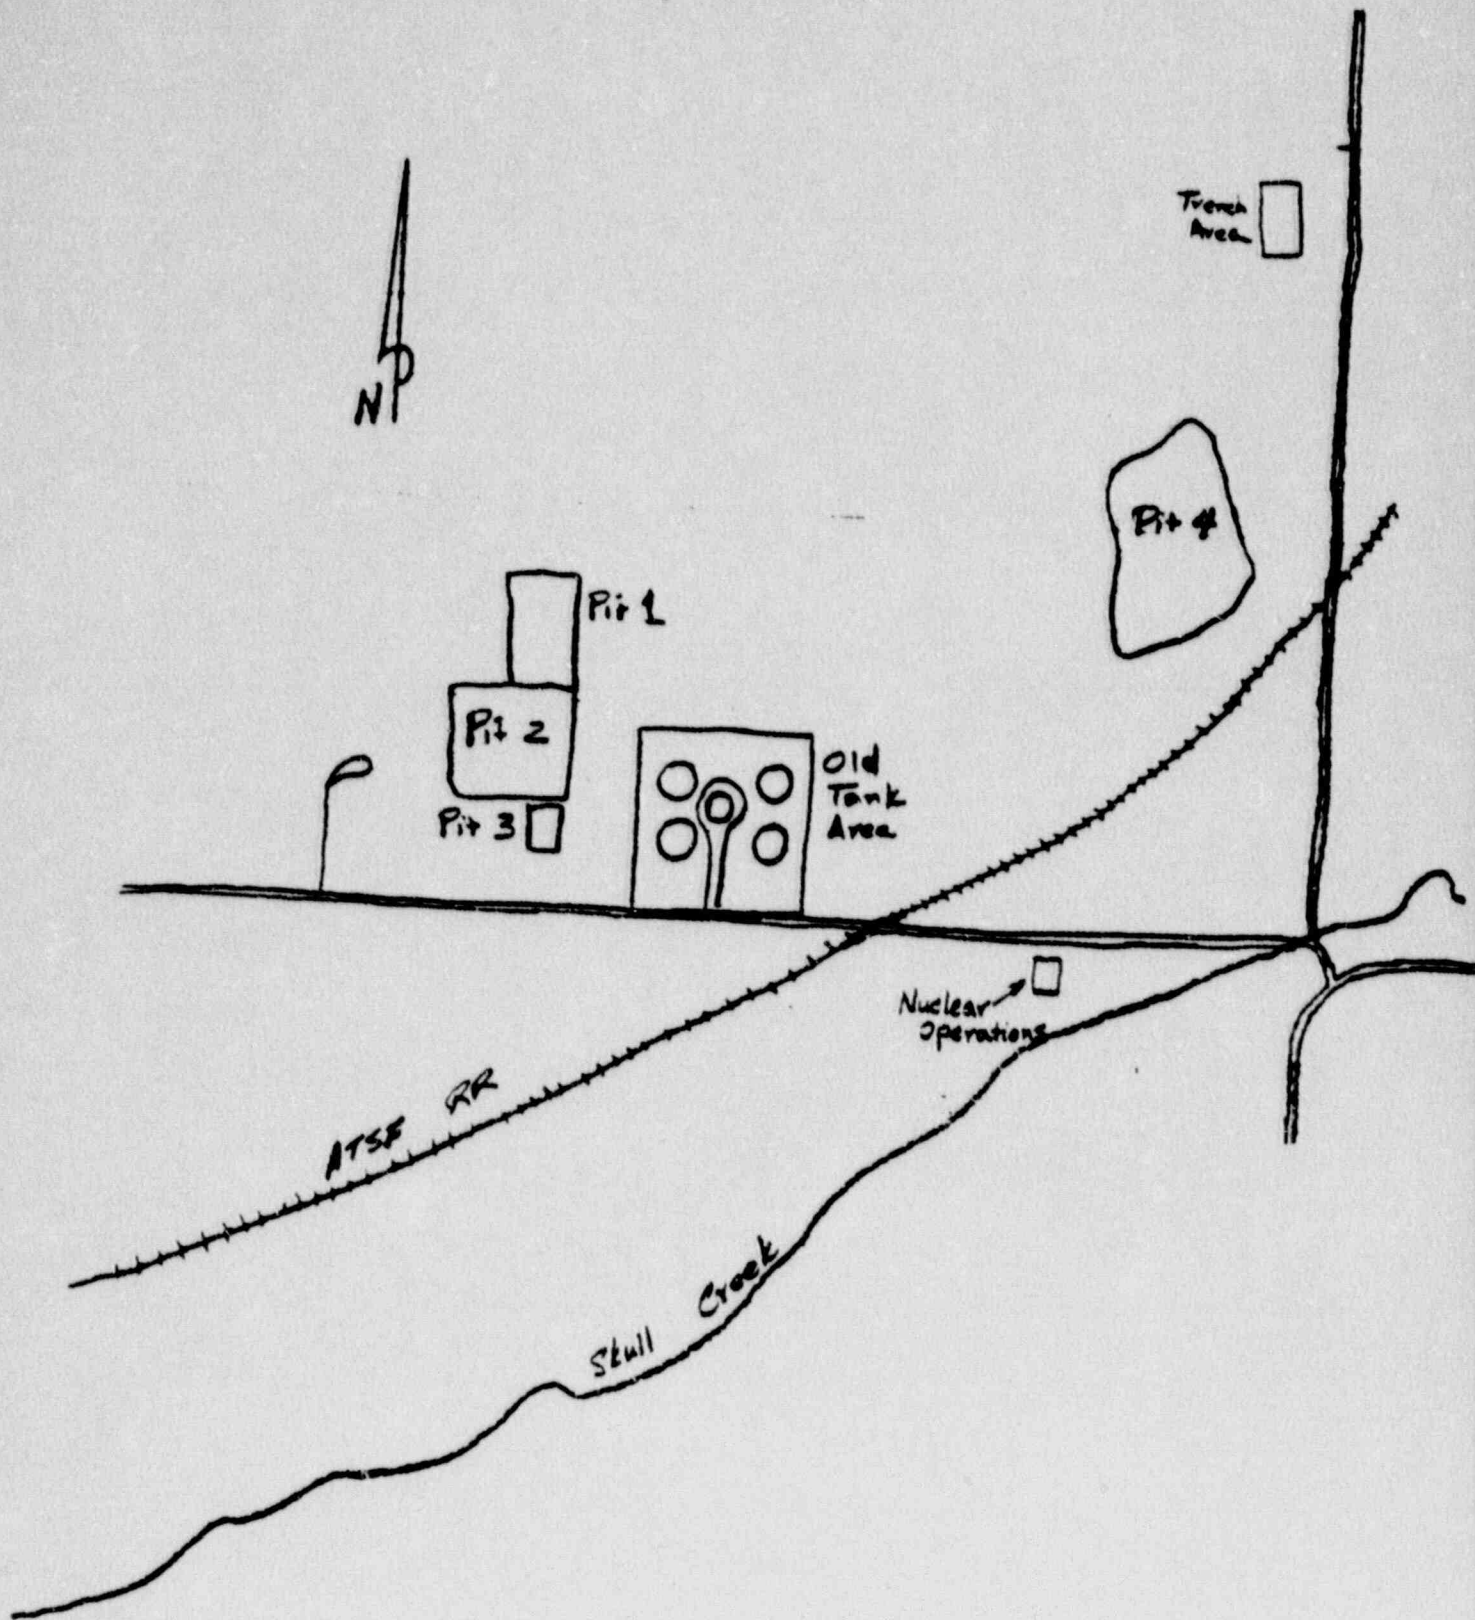 Trench
Area
N
Pit 4
Pit 1
Pit 2
Old
Tank
Area
Pit 3
Nuclear
Operations
ATSF RR
Skull Creek